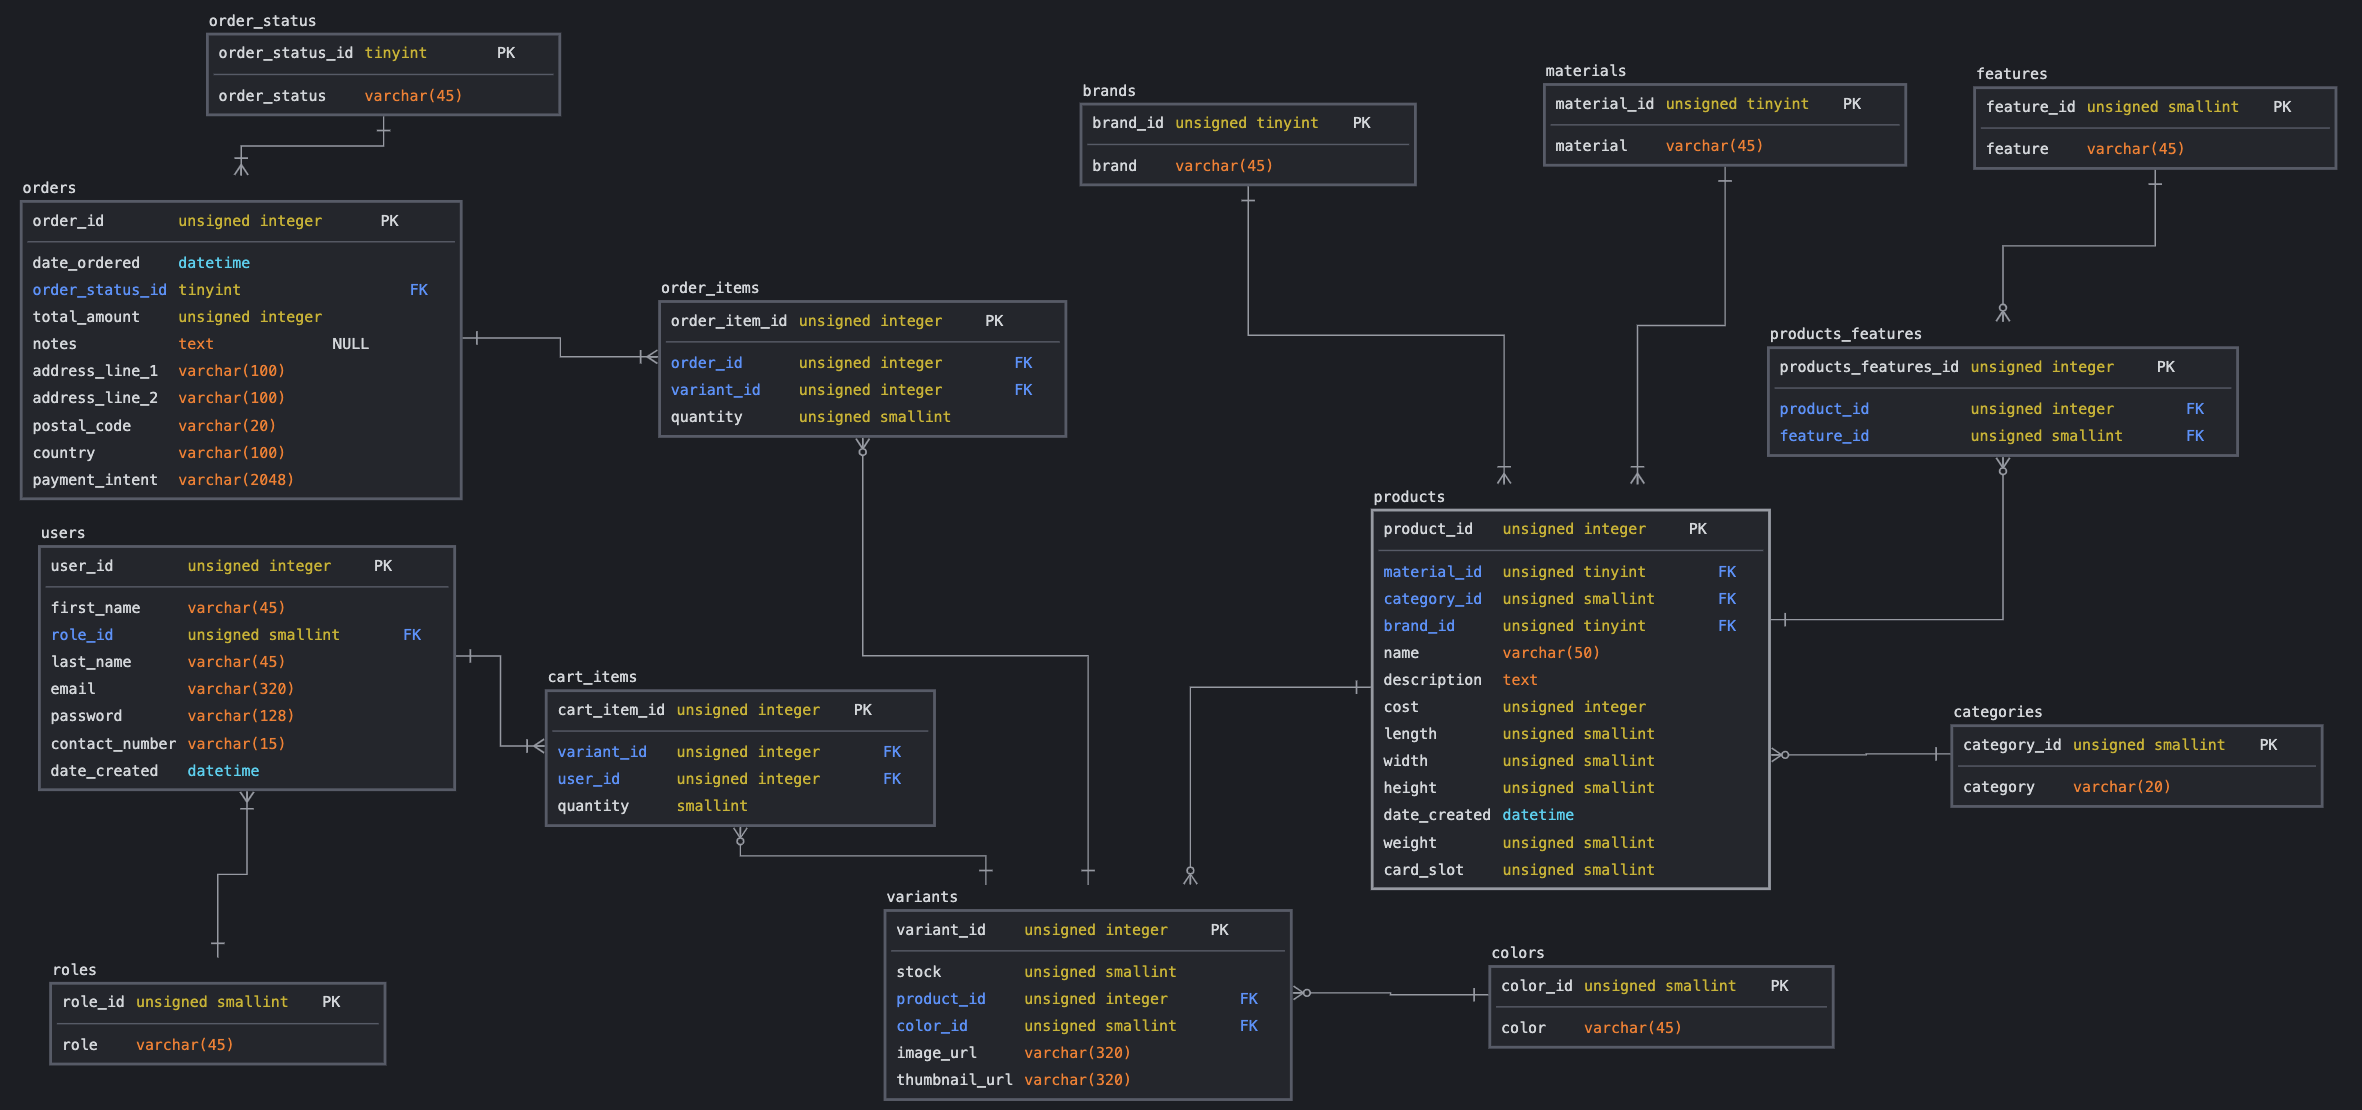 order_status
order_status_id tinyint PK
order_status varchar(45)
orders
order_id unsigned integer PK
date_ordered datetime
order_status_id tinyint FK
total_amount unsigned integer
notes text NULL
address_line_1 varchar(100)
address_line_2 varchar(100)
postal_code varchar(20)
country varchar(100)
payment_intent varchar(2048)
users
user_id unsigned integer PK
first_name varchar(45)
role_id unsigned smallint FK
last_name varchar(45)
email varchar(320)
password varchar(128)
contact_number varchar(15)
date_created datetime
roles
role_id unsigned smallint PK
role varchar(45)
order_items
order_item_id unsigned integer PK
order_id unsigned integer FK
variant_id unsigned integer FK
quantity unsigned smallint
cart_items
cart_item_id unsigned integer PK
variant_id unsigned integer FK
user_id unsigned integer FK
quantity smallint
variants
variant_id unsigned integer PK
stock unsigned smallint
product_id unsigned integer FK
color_id unsigned smallint FK
image_url varchar(320)
thumbnail_url varchar(320)
brands
brand_id unsigned tinyint PK
brand varchar(45)
materials
material_id unsigned tinyint PK
material varchar(45)
features
feature_id unsigned smallint PK
feature varchar(45)
products_features
products_features_id unsigned integer PK
product_id unsigned integer FK
feature_id unsigned smallint FK
products
product_id unsigned integer PK
material_id unsigned tinyint FK
category_id unsigned smallint FK
brand_id unsigned tinyint FK
name varchar(50)
description text
cost unsigned integer
length unsigned smallint
width unsigned smallint
height unsigned smallint
date_created datetime
weight unsigned smallint
card_slot unsigned smallint
categories
category_id unsigned smallint PK
category varchar(20)
colors
color_id unsigned smallint PK
color varchar(45)